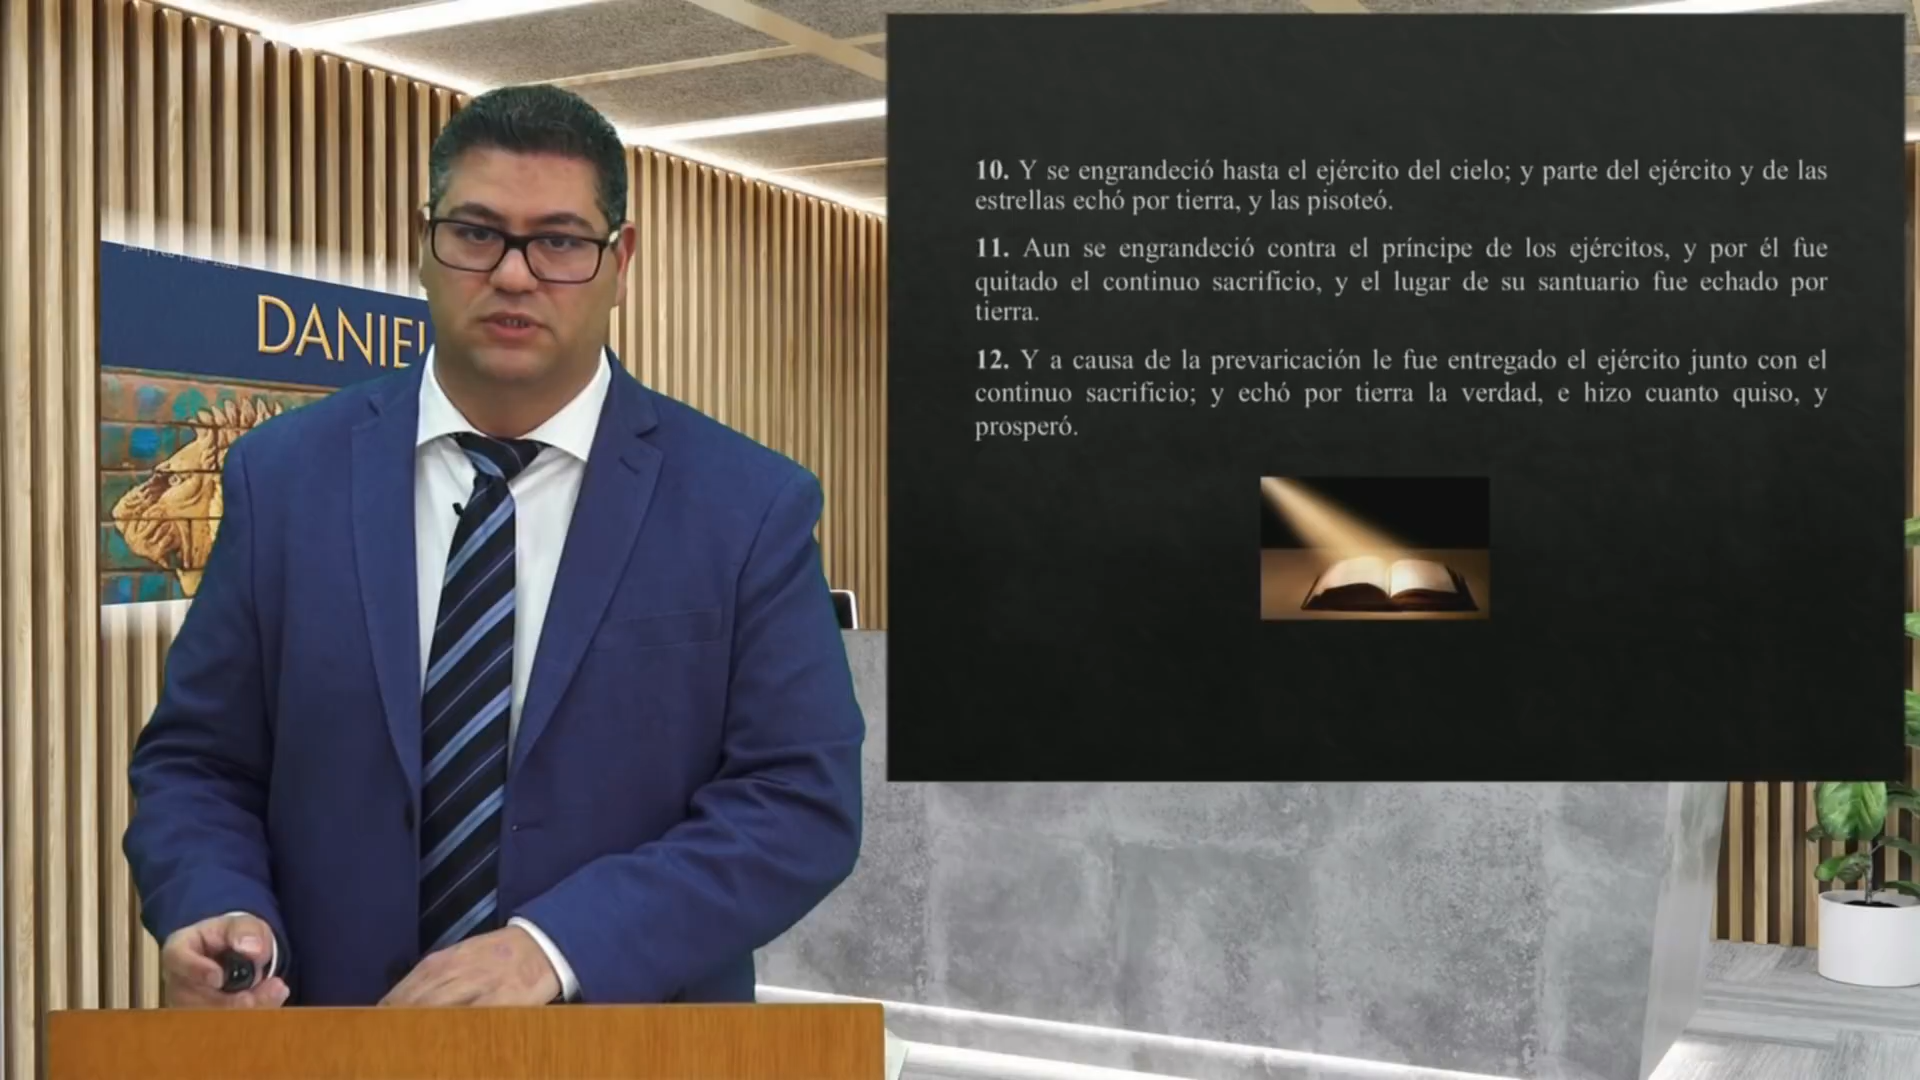 DANIEL
10. Y se engrandeció hasta el ejército del cielo; y parte del ejército y de las
estrellas echó por tierra, y las pisoteó.
11. Aun se engrandeció contra el príncipe de los ejércitos, y por él fue
quitado el continuo sacrificio, y el lugar de su santuario fue echado por
tierra.
12. Y a causa de la prevaricación le fue entregado el ejército junto con el
continuo sacrificio; y echó por tierra la verdad, e hizo cuanto quiso, y
prosperó.